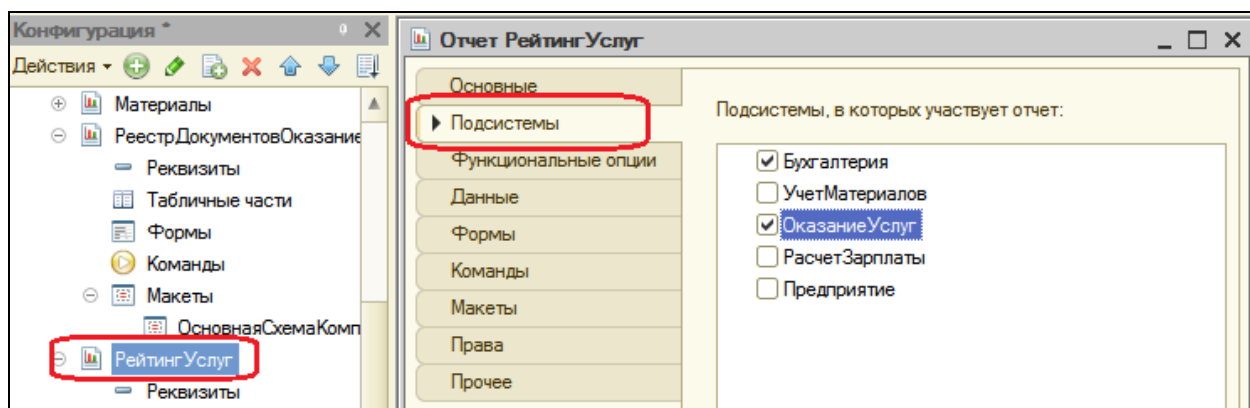 Конфигурация *
Действия
Материалы
РеестрДокументовОказание
Реквизиты
Табличные части
Формы
Команды
Макеты
ОсновнаяСхемаКомп
РейтингУслуг
Реквизиты
Отчет РейтингУслуг
Основные
Подсистемы
Функциональные опции
Данные
Формы
Команды
Макеты
Права
Прочее
Подсистемы, в которых участвует отчет:
Бухгалтерия
УчетМатериалов
ОказаниеУслуг
РасчетЗарплаты
Предприятие